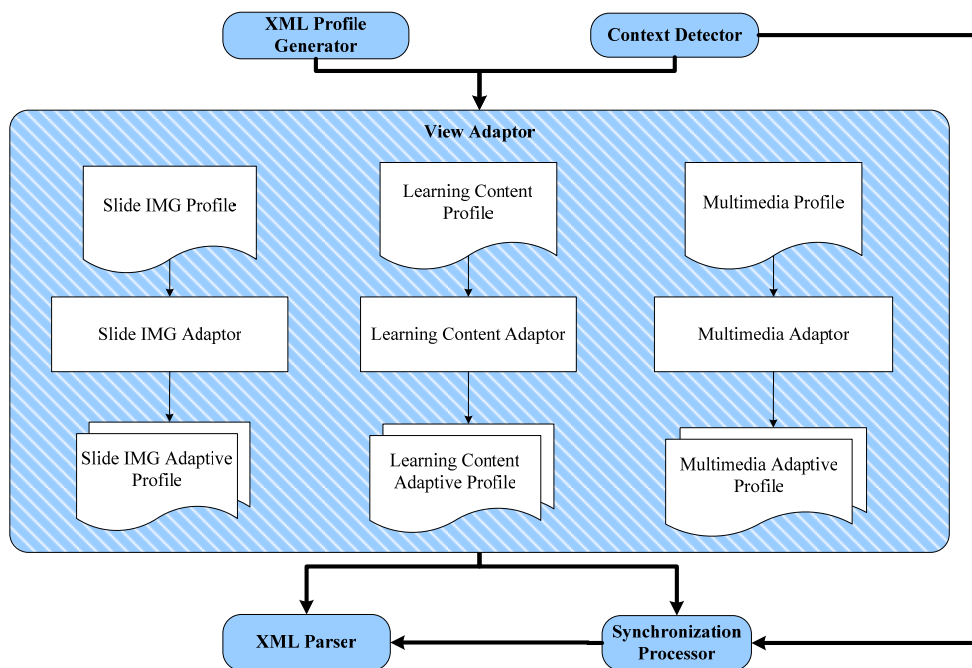 XML Profile
Generator
Context Detector
View Adaptor
Slide IMG Profile
Learning Content
Profile
Multimedia Profile
Slide IMG Adaptor
Learning Content Adaptor
Multimedia Adaptor
Slide IMG Adaptive
Profile
Learning Content
Adaptive Profile
Multimedia Adaptive
Profile
XML Parser
Synchronization
Processor